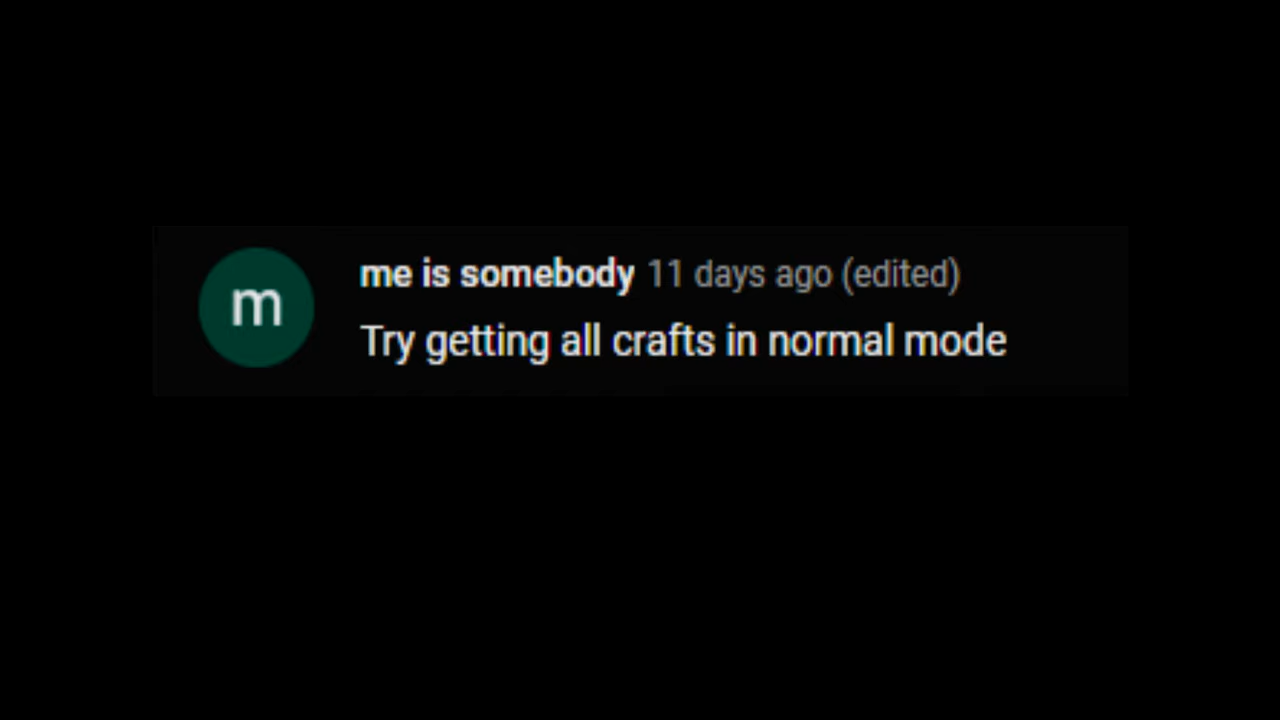 m
me is somebody 11 days ago (edited)
Try getting all crafts in normal mode